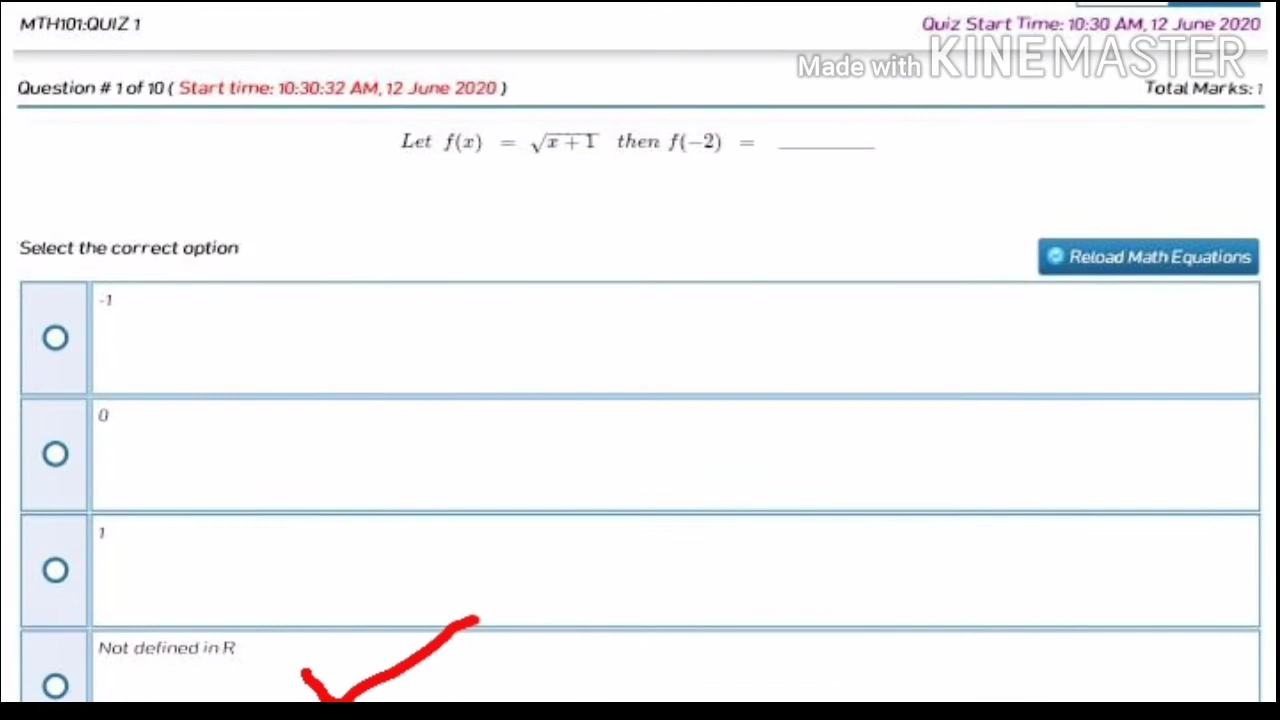 MTH101:QUIZ 1
Quiz Start Time: 10:30 AM, 12 June 2020
Made with KINEMASTER
Question # 1 of 10 ( Start time: 10:30:32 AM, 12 June 2020 )
Total Marks: 1
Let f(x) = √x + 1 then f(−2) = __________
Select the correct option
Reload Math Equations
-1
0
1
Not defined in R